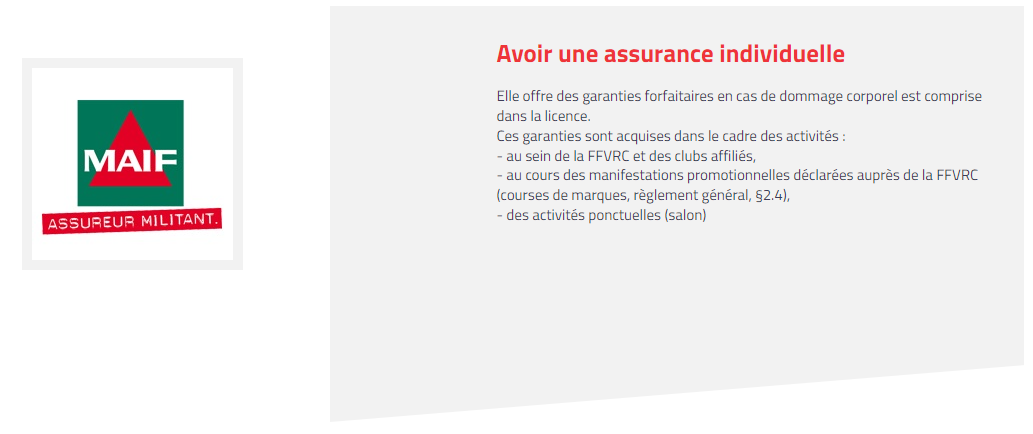 MAIF
ASSUREUR MILITANT.
Avoir une assurance individuelle
Elle offre des garanties forfaitaires en cas de dommage corporel est comprise
dans la licence.
Ces garanties sont acquises dans le cadre des activités :
- au sein de la FFVRC et des clubs affiliés,
- au cours des manifestations promotionnelles déclarées auprès de la FFVRC
(courses de marques, règlement général, §2.4),
- des activités ponctuelles (salon)